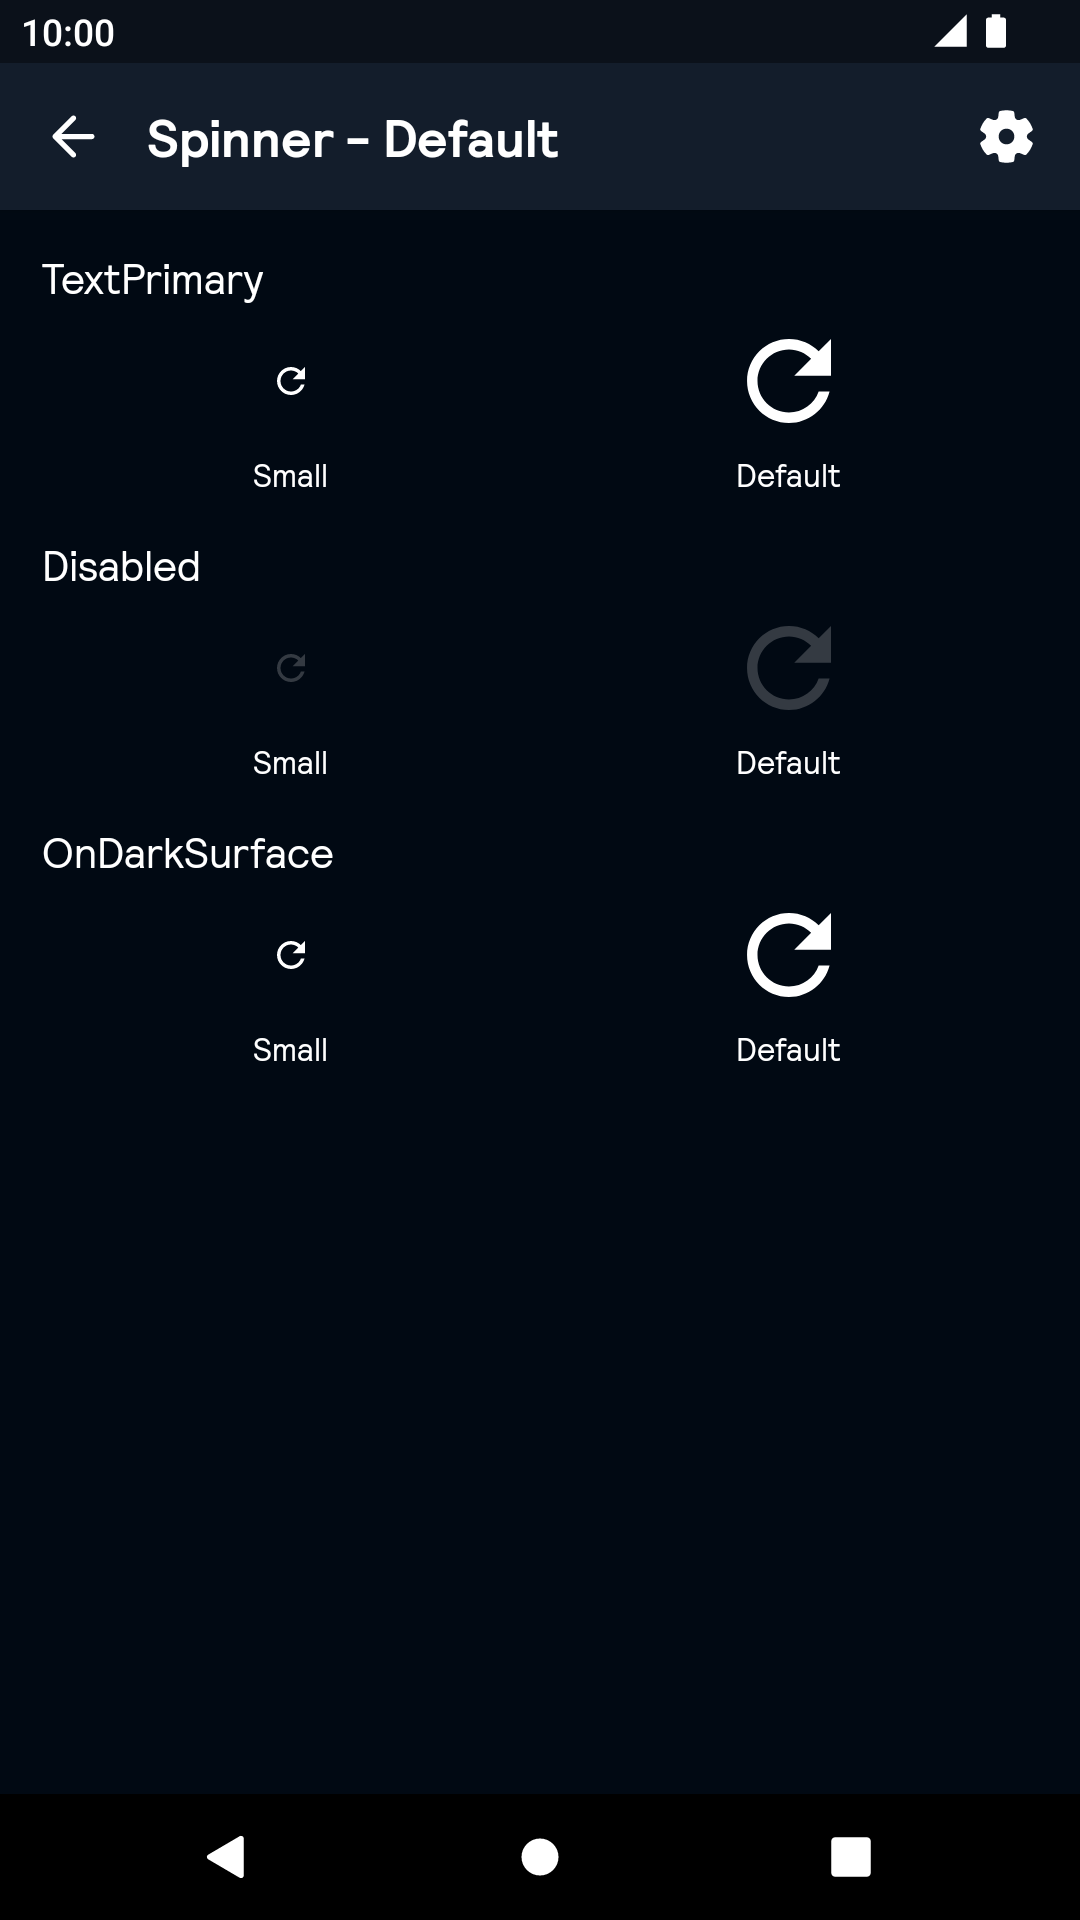 10:00
Spinner - Default
TextPrimary
Small Default
Disabled
Small Default
OnDarkSurface
Small Default